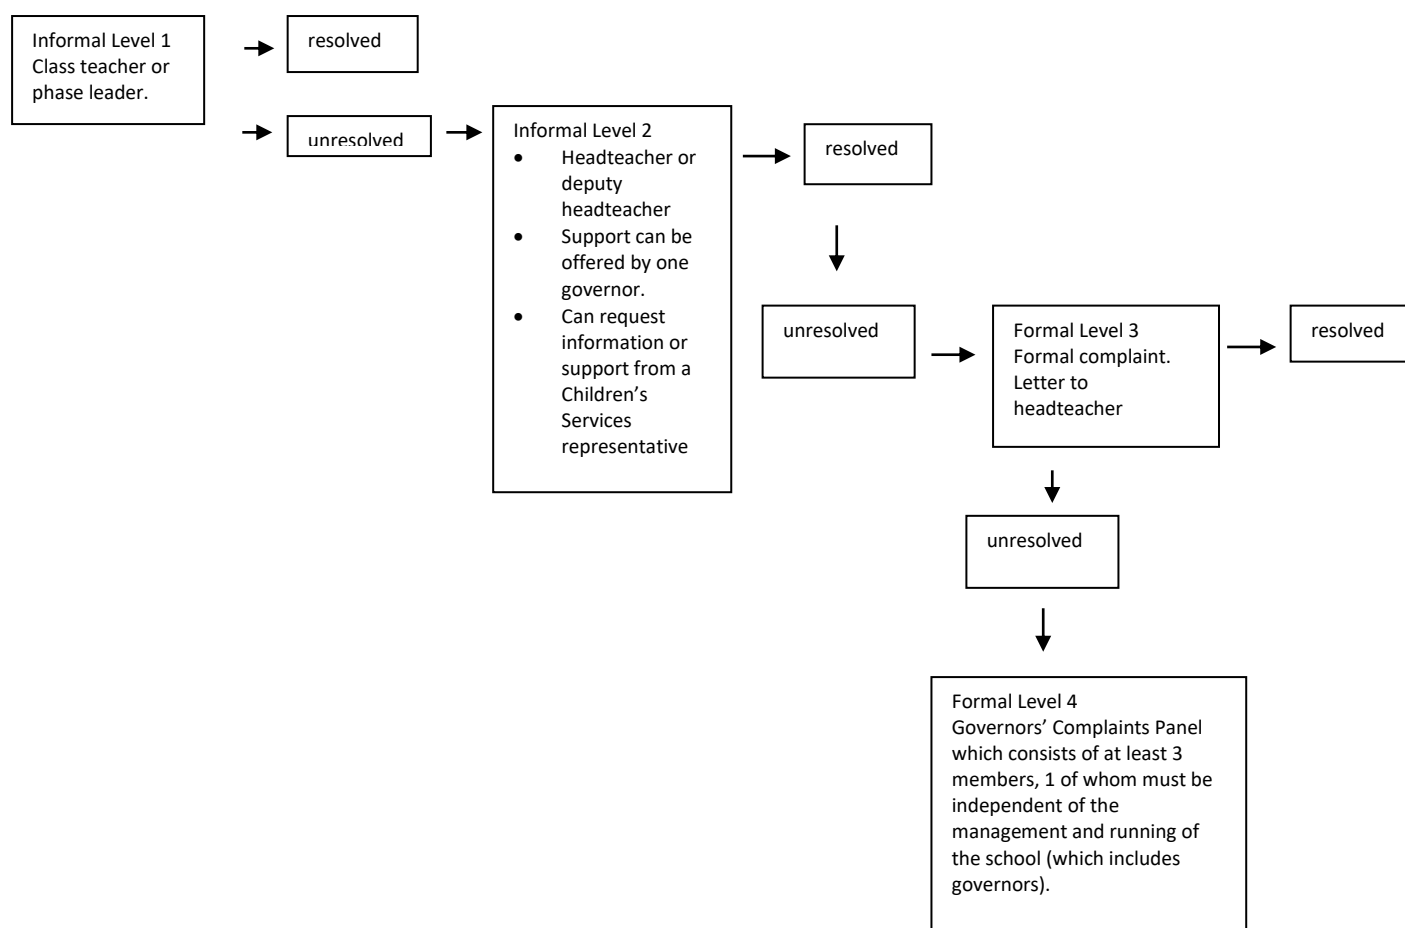 Informal Level 1
Class teacher or
phase leader.
resolved
unresolved
Informal Level 2
• Headteacher or
deputy
headteacher
• Support can be
offered by one
governor.
• Can request
information or
support from a
Children’s
Services
representative
resolved
unresolved
Formal Level 3
Formal complaint.
Letter to
headteacher
resolved
unresolved
Formal Level 4
Governors’ Complaints Panel
which consists of at least 3
members, 1 of whom must be
independent of the
management and running of
the school (which includes
governors).